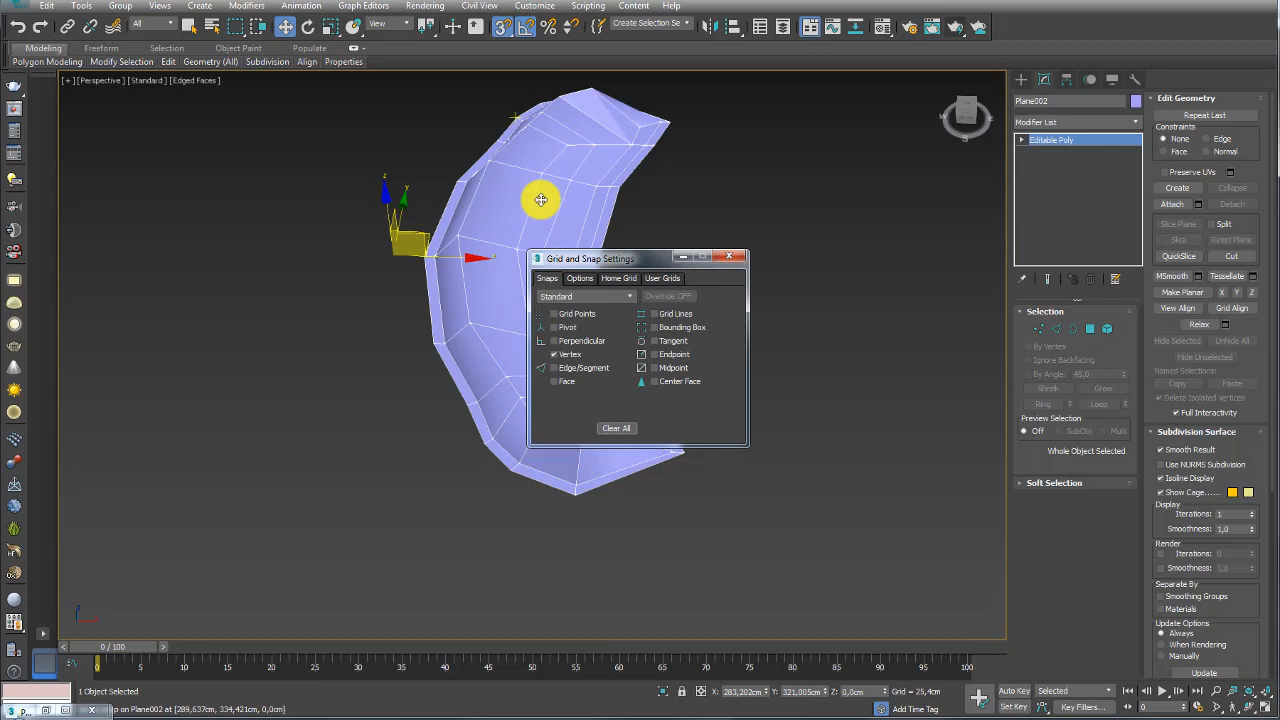 Edit Tools Group Views Create Modifiers Animation Graph Editors Rendering Civil View Customize Scripting Content Help
All View 3 Create Selection Se
Modeling Freeform Selection Object Paint Populate
Polygon Modeling Modify Selection Edit Geometry (All) Subdivision Align Properties
[+] [Perspective] [Standard] [Edged Faces]
W E S
z y
z
Plane002
Modifier List
Editable Poly
Edit Geometry
Repeat Last
Constraints
None Edge
Face Normal
Preserve UVs
Create Collapse
Attach Detach
Slice Plane Split
Slice Reset Plane
QuickSlice Cut
MSmooth Tessellate
Make Planar X Y Z
View Align Grid Align
Relax
Hide Selected Unhide All
Hide Unselected
Named Selections:
Copy Paste
Delete Isolated Vertices
Full Interactivity
Selection
By Vertex
Ignore Backfacing
By Angle: 45,0
Shrink Grow
Ring Loop
Preview Selection
Off SubObj Multi
Whole Object Selected
Soft Selection
Subdivision Surface
Smooth Result
Use NURMS Subdivision
Isoline Display
Show Cage......
Display
Iterations: 1
Smoothness: 1,0
Render
Iterations: 0
Smoothness: 1,0
Separate By
Smoothing Groups
Materials
Update Options
Always
When Rendering
Manually
Update
3 Grid and Snap Settings
Snaps Options Home Grid User Grids
Standard Override OFF
Grid Points Grid Lines
Pivot Bounding Box
Perpendicular Tangent
Vertex Endpoint
Edge/Segment Midpoint
Face Center Face
Clear All
< 0 / 100 >
0 5 10 15 20 25 30 35 40 45 50 55 60 65 70 75 80 85 90 95 100
1 Object Selected X: 283,202cm Y: 321,005cm Z: 0,0cm Grid = 25,4cm Auto Key Selected
on Plane002 at [289,637cm, 334,421cm, 0,0cm] Add Time Tag Set Key Key Filters... 0